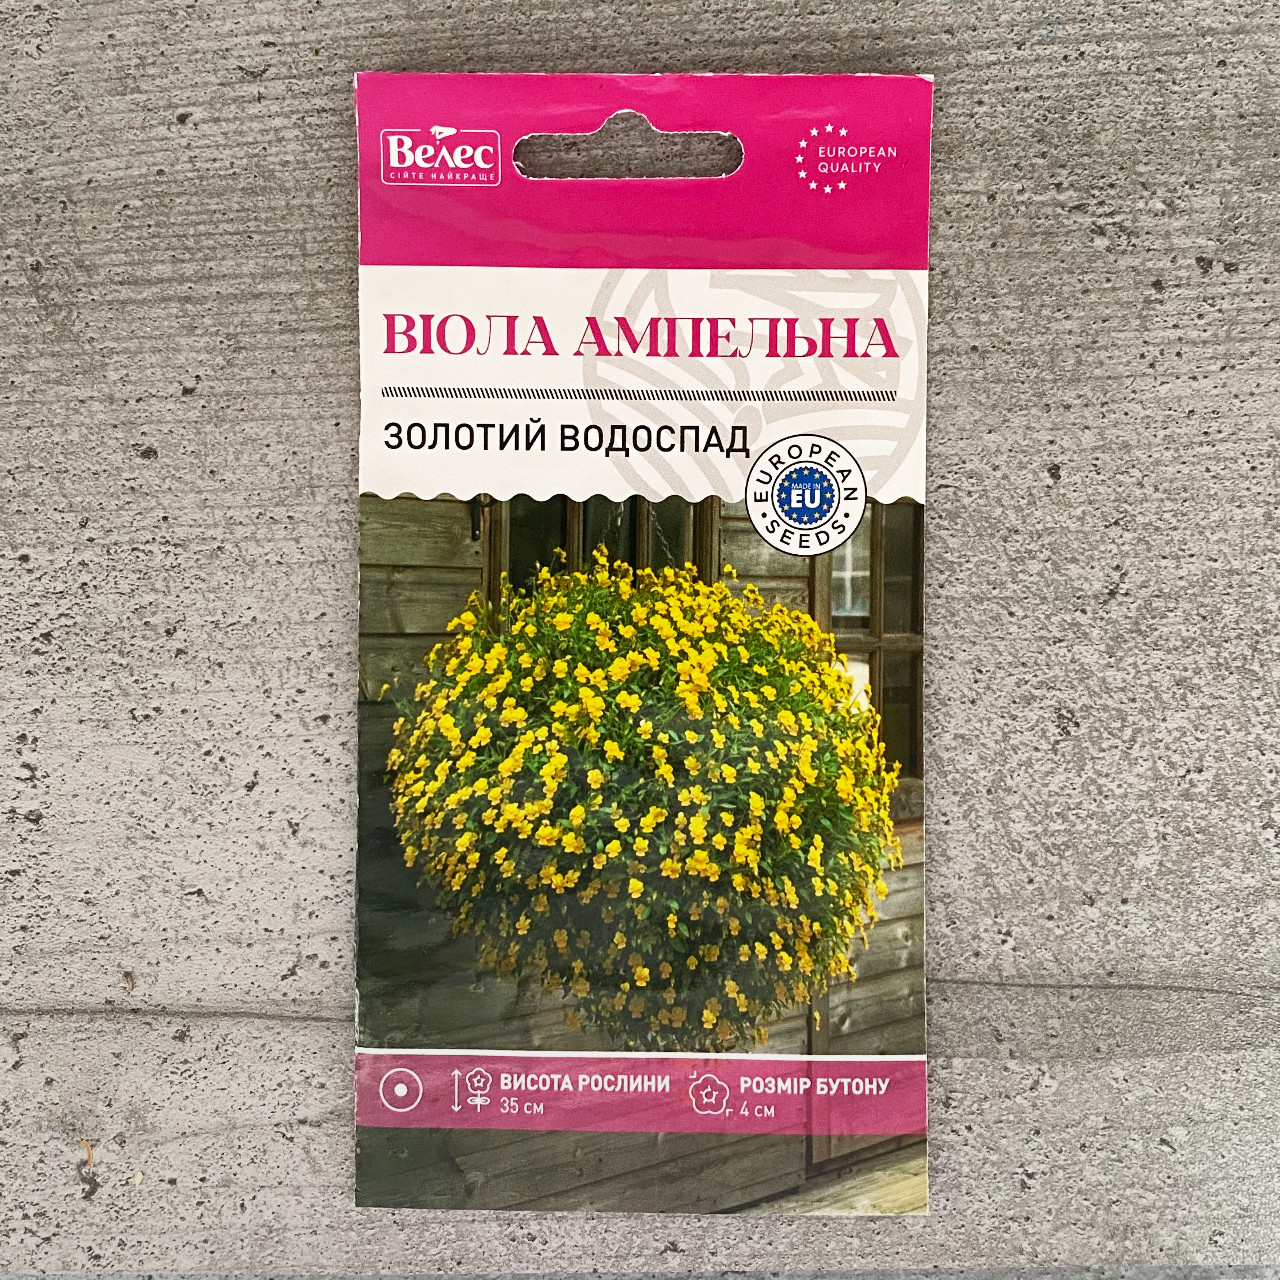 Велес
СІЙТЕ НАЙКРАЩЕ
EUROPEAN
QUALITY
ВІОЛА АМПЕЛЬНА
ЗОЛОТИЙ ВОДОСПАД
EUROPEAN
MADE IN
EU
SEEDS
ВИСОТА РОСЛИНИ
35 см
РОЗМІР БУТОНУ
4 см